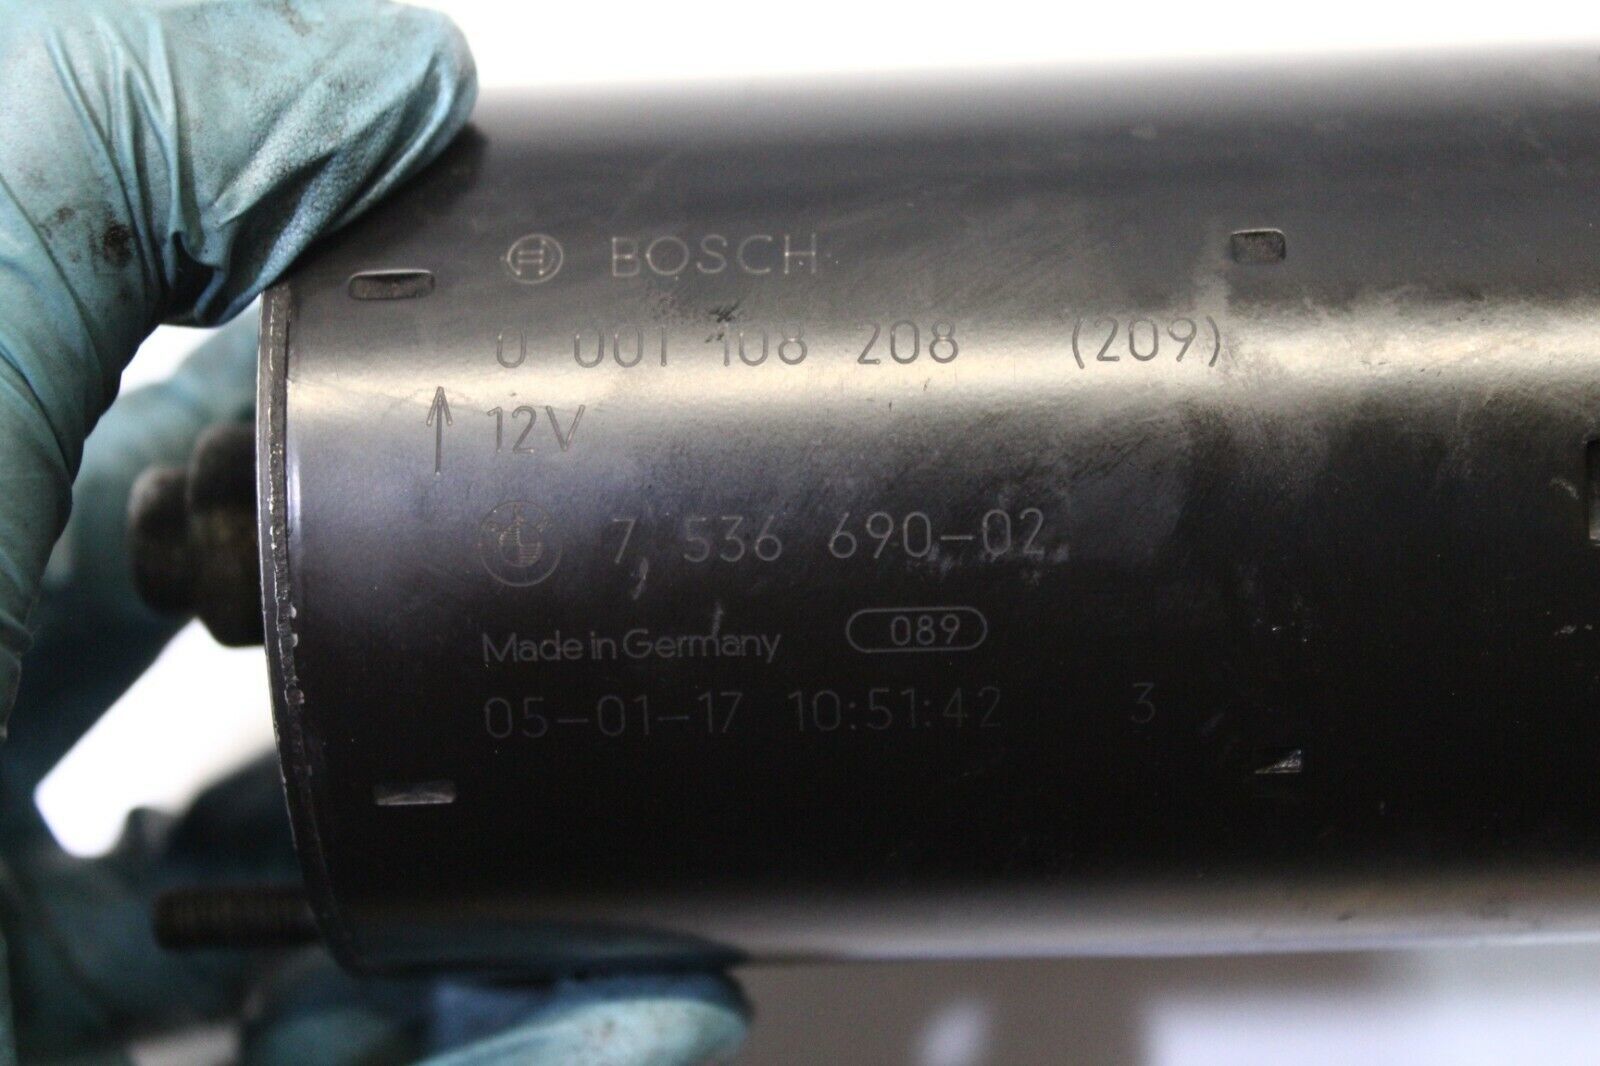 BOSCH
0 001 108 208 (209)
↑ 12V
7 536 690-02
Made in Germany 089
05-01-17 10:51:42 3